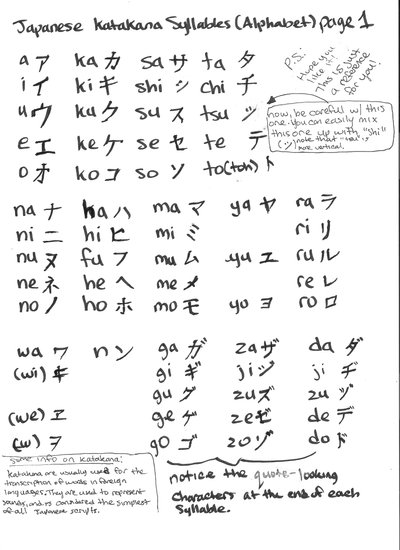 Japanese Katakana Syllables (Alphabet) page 1
a ア ka カ sa サ ta タ
i イ ki キ shi シ chi チ
u ウ ku ク su ス tsu ツ
e エ ke ケ se セ te テ
o オ ko コ so ソ to(toh) ト
P.S:
Hope you
like it!
This is just
a reference
for you!
now, be careful w/ this
one. You can easily mix
this one up with "shi"
(シ) note that "tsu" is
more vertical.
na ナ ha ハ ma マ ya ヤ ra ラ
ni ニ hi ヒ mi ミ ri リ
nu ヌ fu フ mu ム yu ユ ru ル
ne ネ he ヘ me メ re レ
no ノ ho ホ mo モ yo ヨ ro ロ
wa ワ n ン ga ガ za ザ da ダ
(wi) ヰ gi ギ ji ジ ji ヂ
gu グ zu ズ zu ヅ
(we) ヱ ge ゲ ze ゼ de デ
(w) ヲ go ゴ zo ゾ do ド
some info on Katakana:
Katakana are usually used for the
transcription of words in foreign
languages. They are used to represent
sounds, and is considered the simplest
of all Japanese scripts.
notice the quote-looking
characters at the end of each
Syllable.